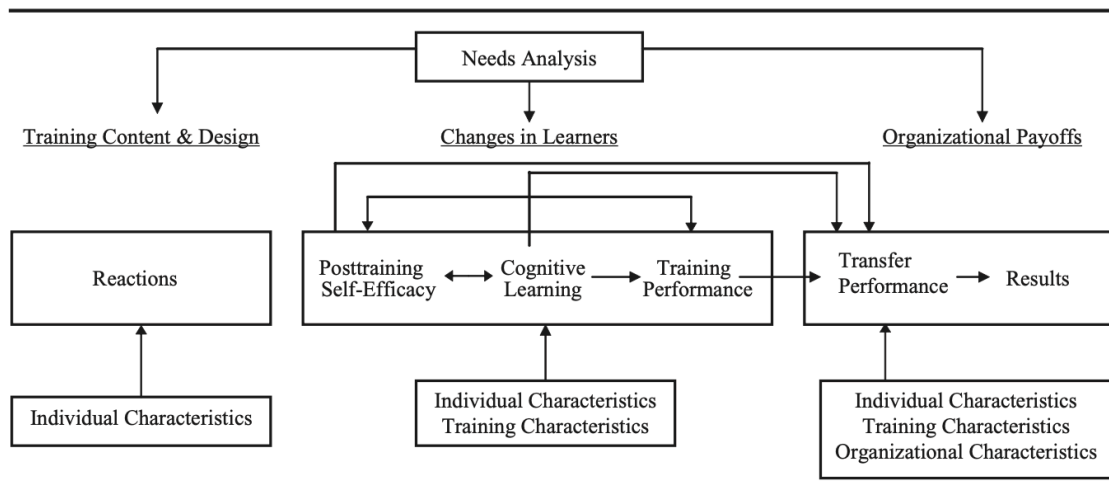 Needs Analysis
Training Content & Design
Changes in Learners
Organizational Payoffs
Reactions
Posttraining
Self-Efficacy
Cognitive
Learning
Training
Performance
Transfer
Performance
Results
Individual Characteristics
Individual Characteristics
Training Characteristics
Individual Characteristics
Training Characteristics
Organizational Characteristics